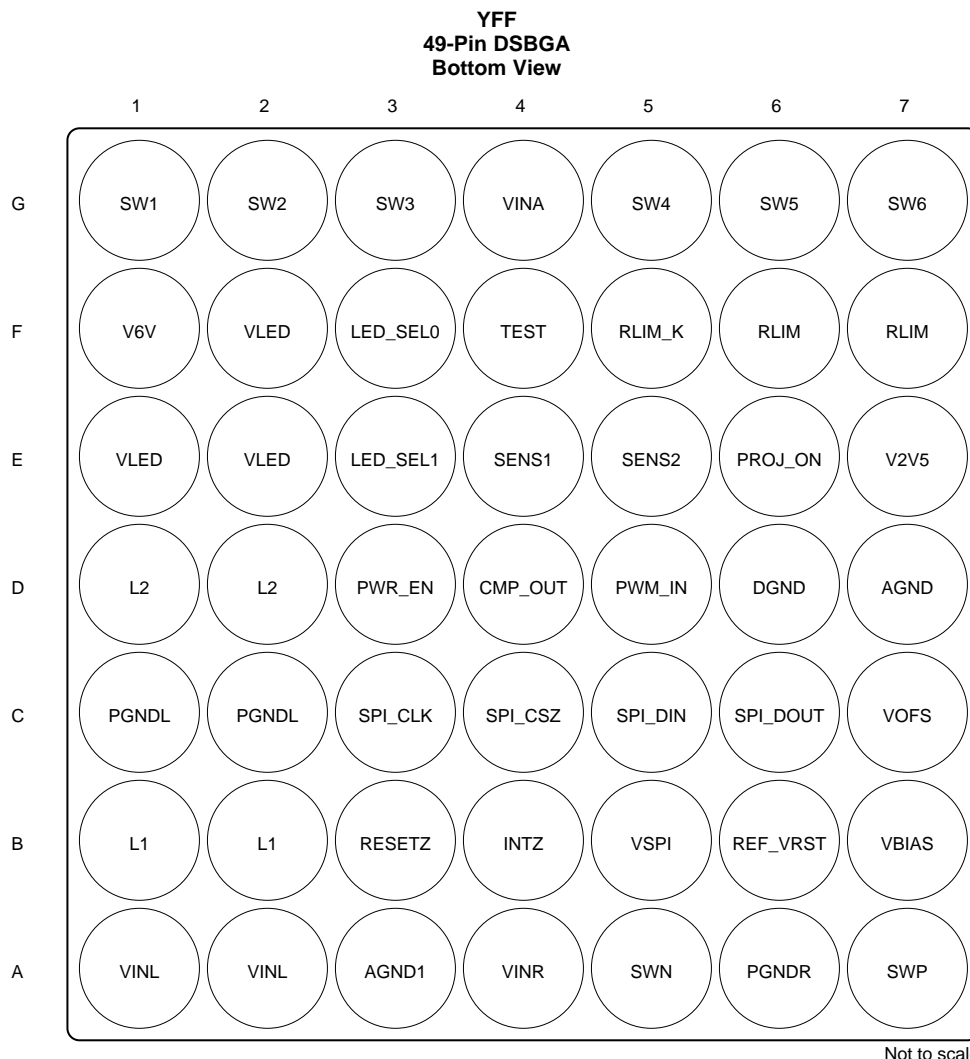 YFF
49-Pin DSBGA
Bottom View
1 2 3 4 5 6 7
G SW1 SW2 SW3 VINA SW4 SW5 SW6
F V6V VLED LED_SEL0 TEST RLIM_K RLIM RLIM
E VLED VLED LED_SEL1 SENS1 SENS2 PROJ_ON V2V5
D L2 L2 PWR_EN CMP_OUT PWM_IN DGND AGND
C PGNDL PGNDL SPI_CLK SPI_CSZ SPI_DIN SPI_DOUT VOFS
B L1 L1 RESETZ INTZ VSPI REF_VRST VBIAS
A VINL VINL AGND1 VINR SWN PGNDR SWP
Not to scal